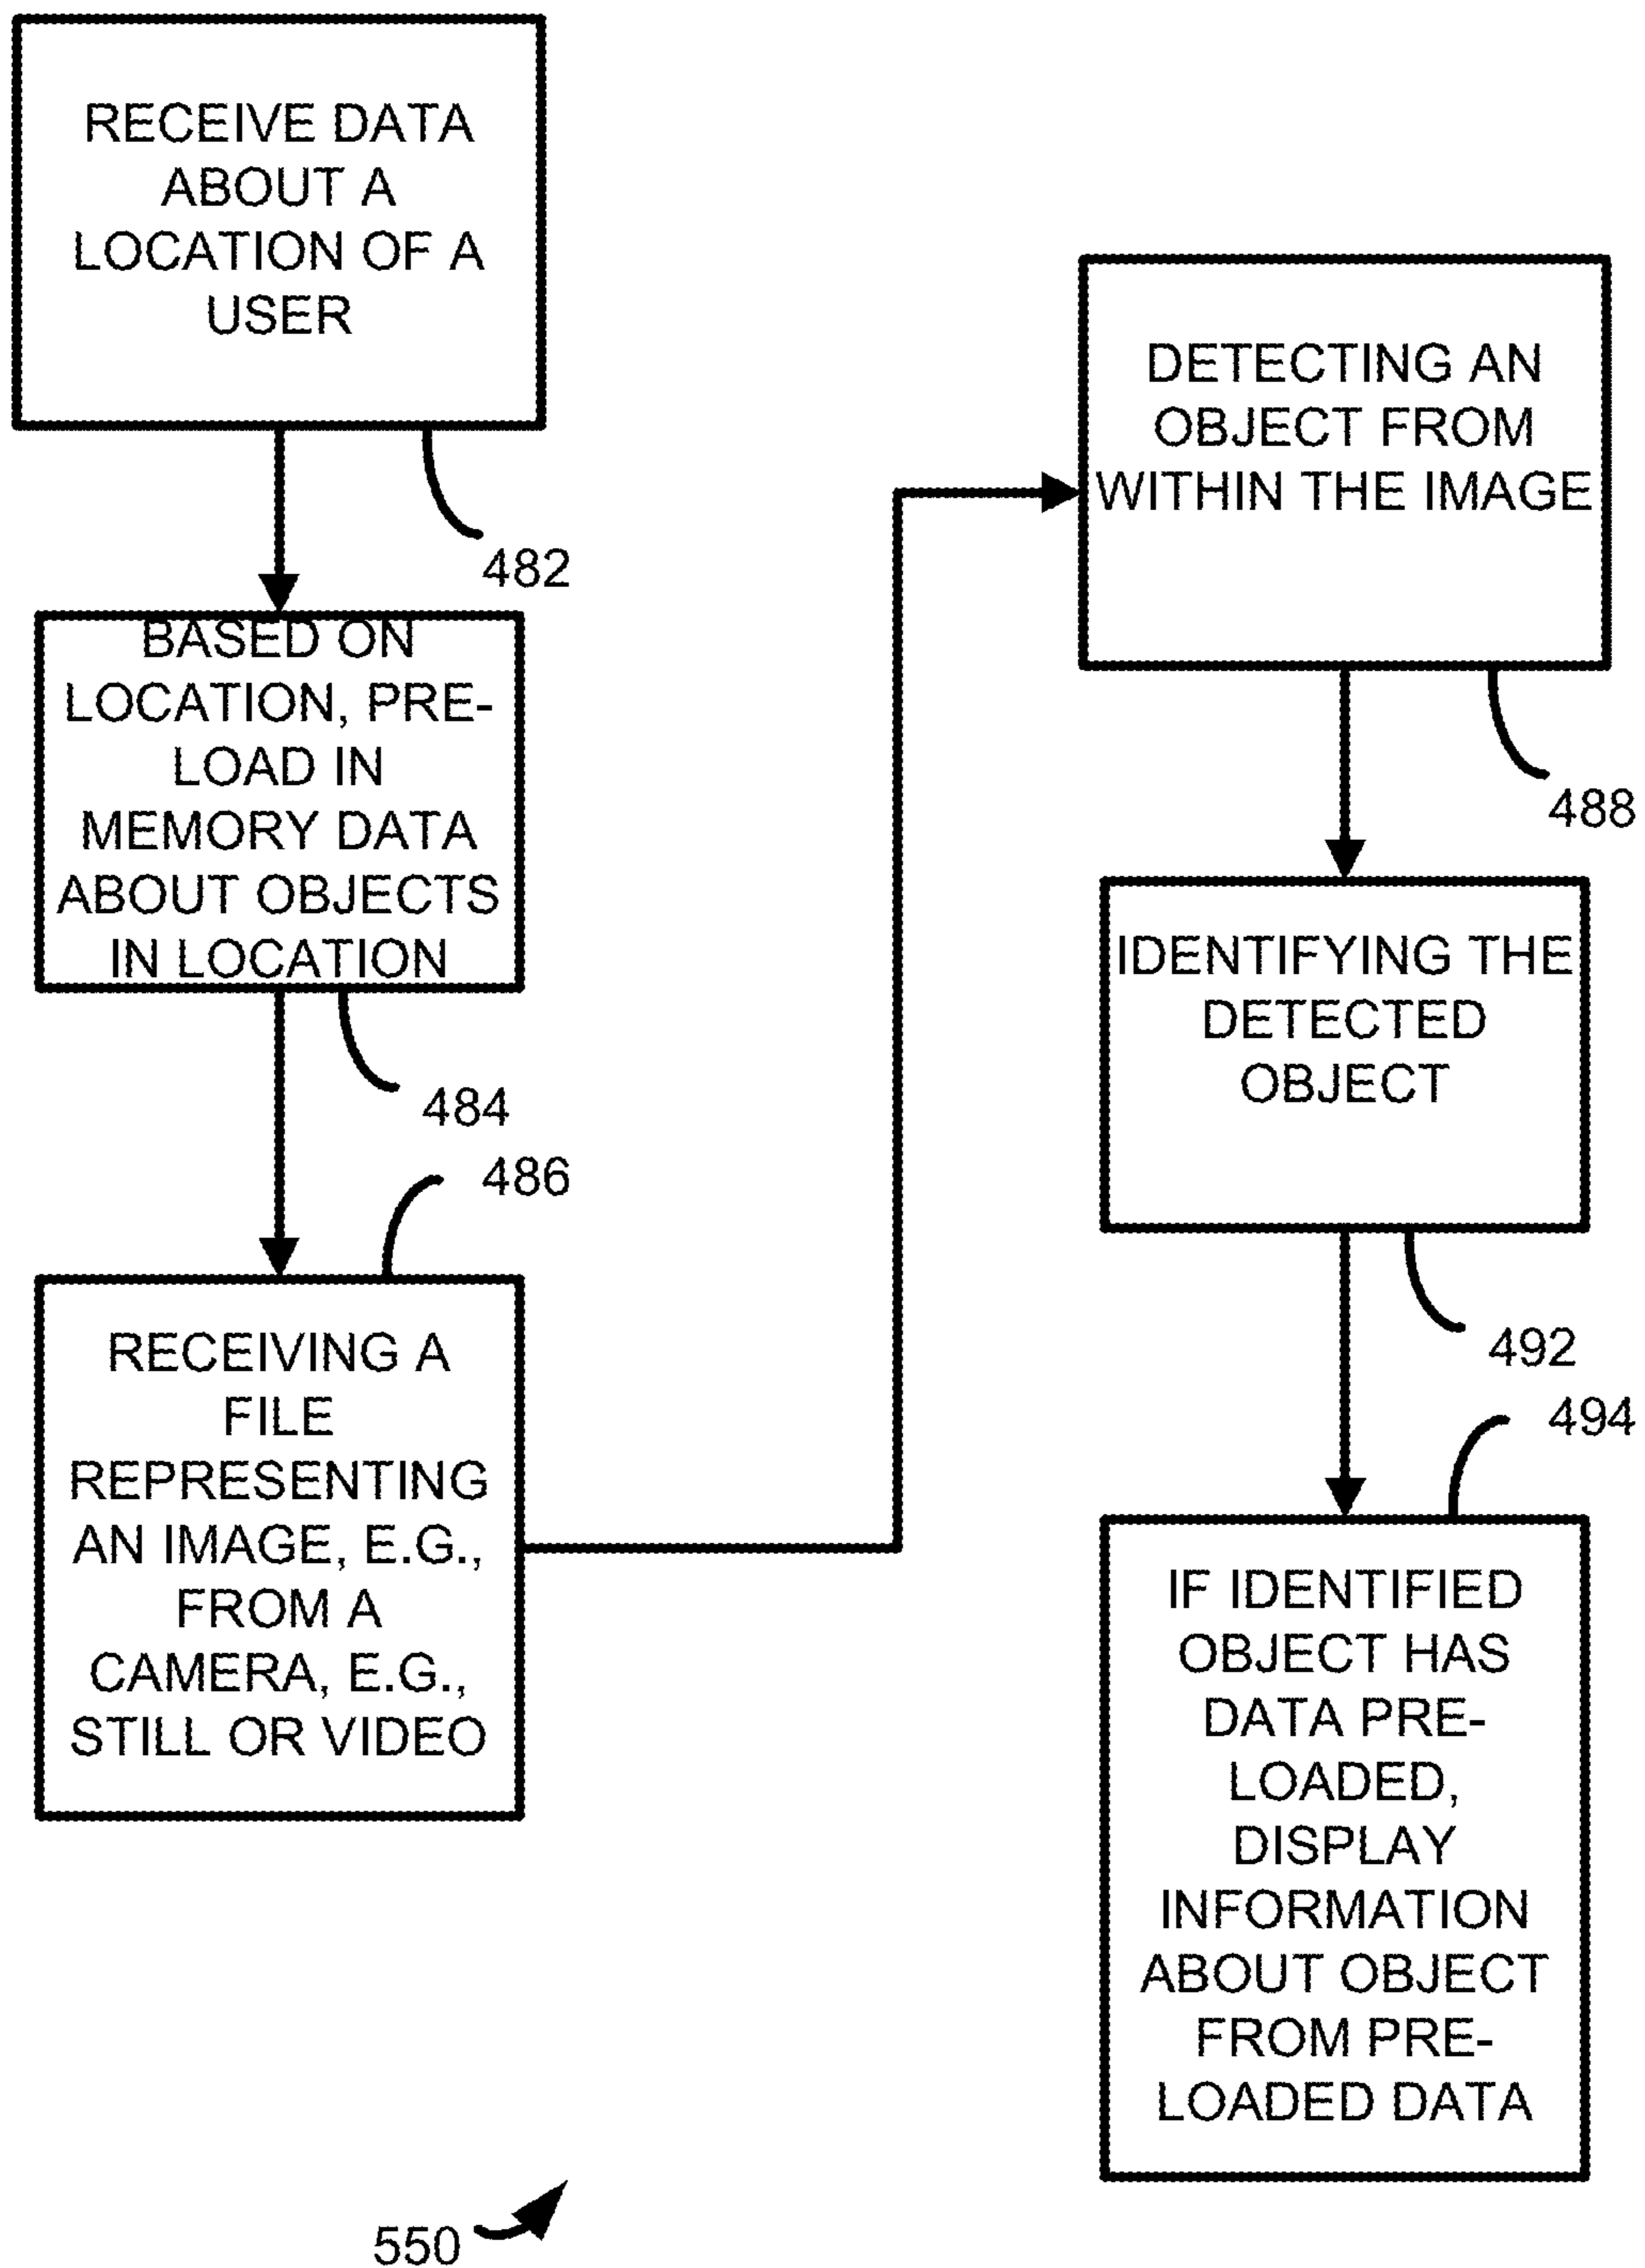 RECEIVE DATA
ABOUT A
LOCATION OF A
USER
482
BASED ON
LOCATION, PRE-
LOAD IN
MEMORY DATA
ABOUT OBJECTS
IN LOCATION
484
486
RECEIVING A
FILE
REPRESENTING
AN IMAGE, E.G.,
FROM A
CAMERA, E.G.,
STILL OR VIDEO
DETECTING AN
OBJECT FROM
WITHIN THE IMAGE
488
IDENTIFYING THE
DETECTED
OBJECT
492
494
IF IDENTIFIED
OBJECT HAS
DATA PRE-
LOADED,
DISPLAY
INFORMATION
ABOUT OBJECT
FROM PRE-
LOADED DATA
550